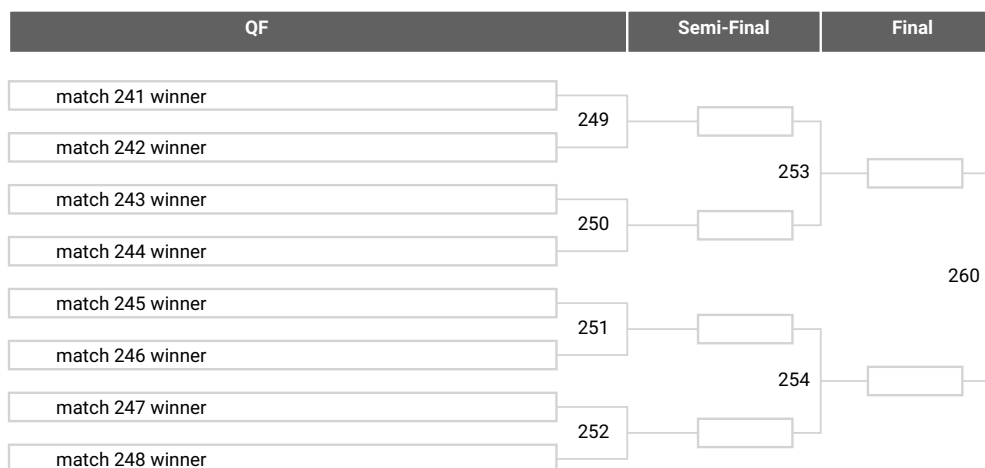 QF Semi-Final Final
match 241 winner
249
match 242 winner
253
match 243 winner
250
match 244 winner
260
match 245 winner
251
match 246 winner
254
match 247 winner
252
match 248 winner